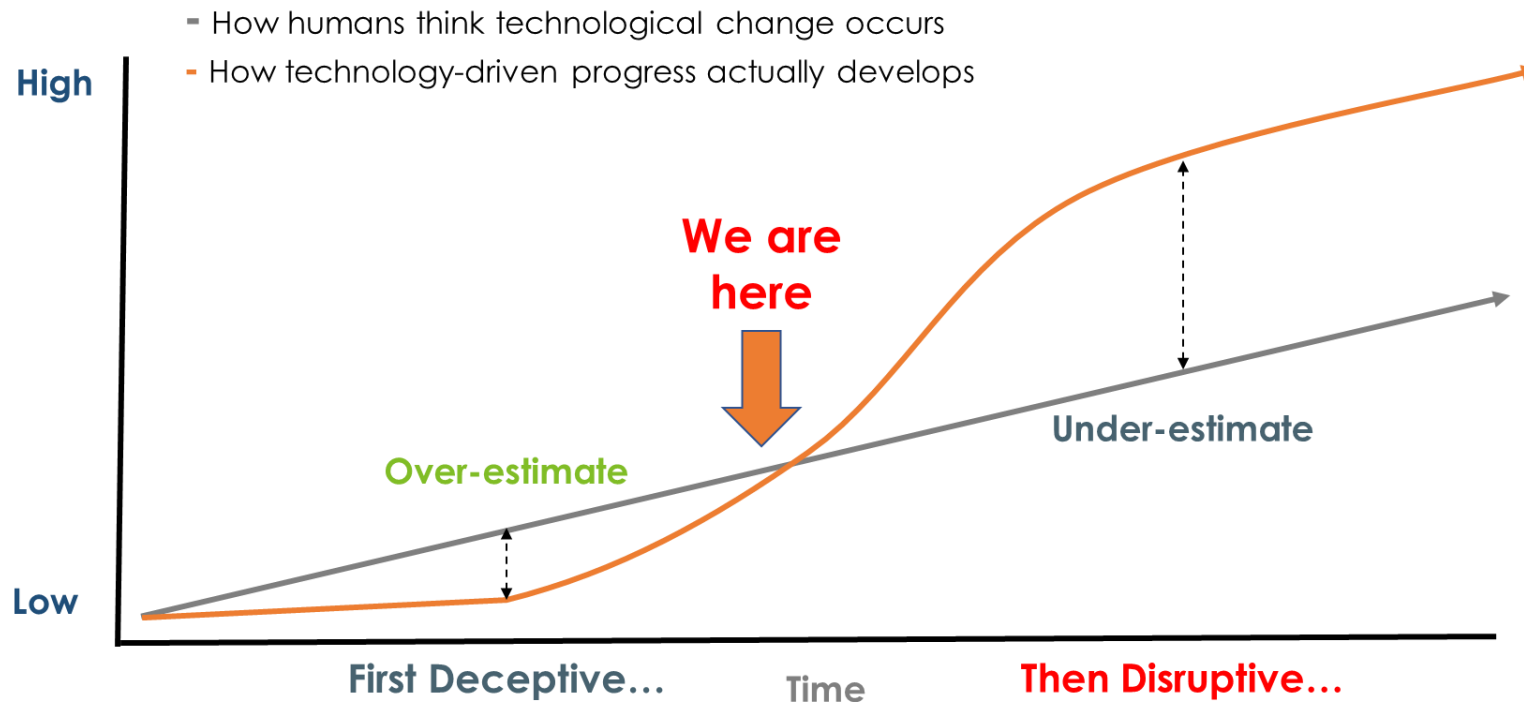 - How humans think technological change occurs
- How technology-driven progress actually develops
High
We are
here
Over-estimate
Under-estimate
Low
First Deceptive…
Time
Then Disruptive…